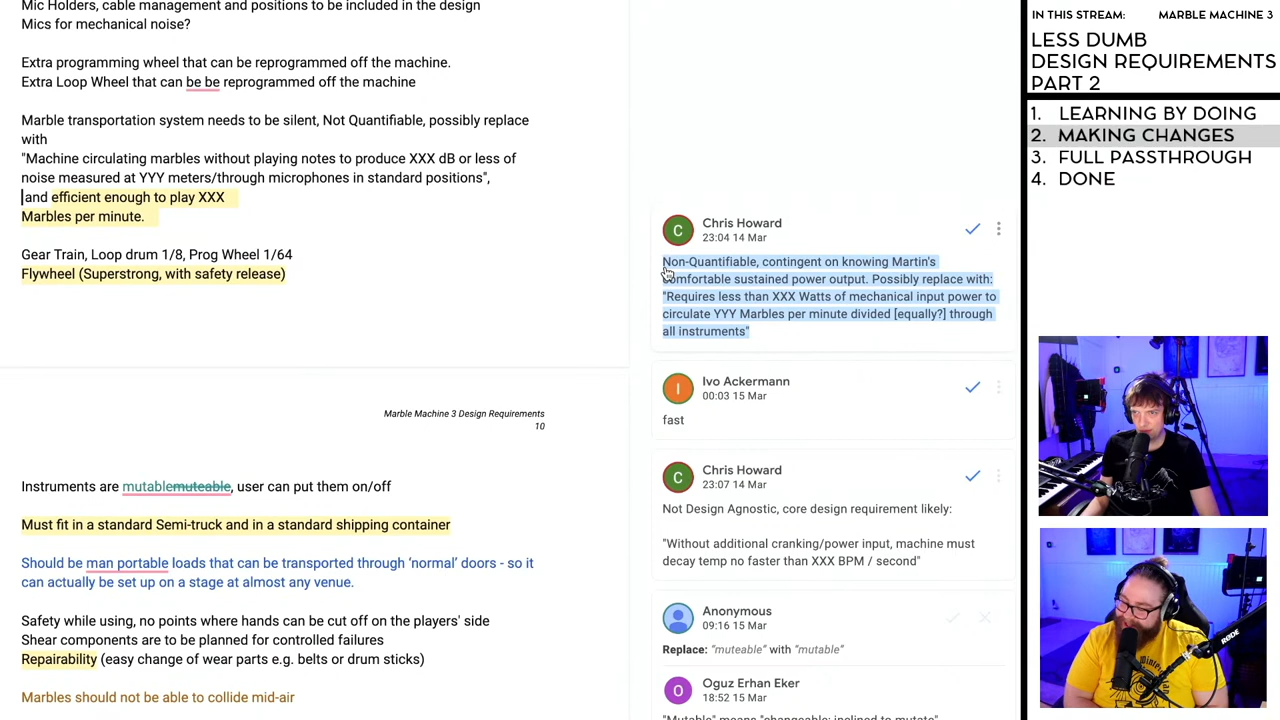 Mic Holders, cable management and positions to be included in the design
Mics for mechanical noise?
Extra programming wheel that can be reprogrammed off the machine.
Extra Loop Wheel that can be be reprogrammed off the machine
Marble transportation system needs to be silent, Not Quantifiable, possibly replace
with
"Machine circulating marbles without playing notes to produce XXX dB or less of
noise measured at YYY meters/through microphones in standard positions",
and efficient enough to play XXX
Marbles per minute.
Gear Train, Loop drum 1/8, Prog Wheel 1/64
Flywheel (Superstrong, with safety release)
Marble Machine 3 Design Requirements
10
Instruments are mutablemuteable, user can put them on/off
Must fit in a standard Semi-truck and in a standard shipping container
Should be man portable loads that can be transported through ‘normal’ doors - so it
can actually be set up on a stage at almost any venue.
Safety while using, no points where hands can be cut off on the players' side
Shear components are to be planned for controlled failures
Repairability (easy change of wear parts e.g. belts or drum sticks)
Marbles should not be able to collide mid-air
C
Chris Howard
23:04 14 Mar
Non-Quantifiable, contingent on knowing Martin's
comfortable sustained power output. Possibly replace with:
"Requires less than XXX Watts of mechanical input power to
circulate YYY Marbles per minute divided [equally?] through
all instruments"
I
Ivo Ackermann
00:03 15 Mar
fast
C
Chris Howard
23:07 14 Mar
Not Design Agnostic, core design requirement likely:
"Without additional cranking/power input, machine must
decay temp no faster than XXX BPM / second"
Anonymous
09:16 15 Mar
Replace: "muteable" with "mutable"
O
Oguz Erhan Eker
18:52 15 Mar
"Mutable" means "changeable: inclined to mutate"
IN THIS STREAM: MARBLE MACHINE 3
LESS DUMB
DESIGN REQUIREMENTS
PART 2
1. LEARNING BY DOING
2. MAKING CHANGES
3. FULL PASSTHROUGH
4. DONE
RØDE